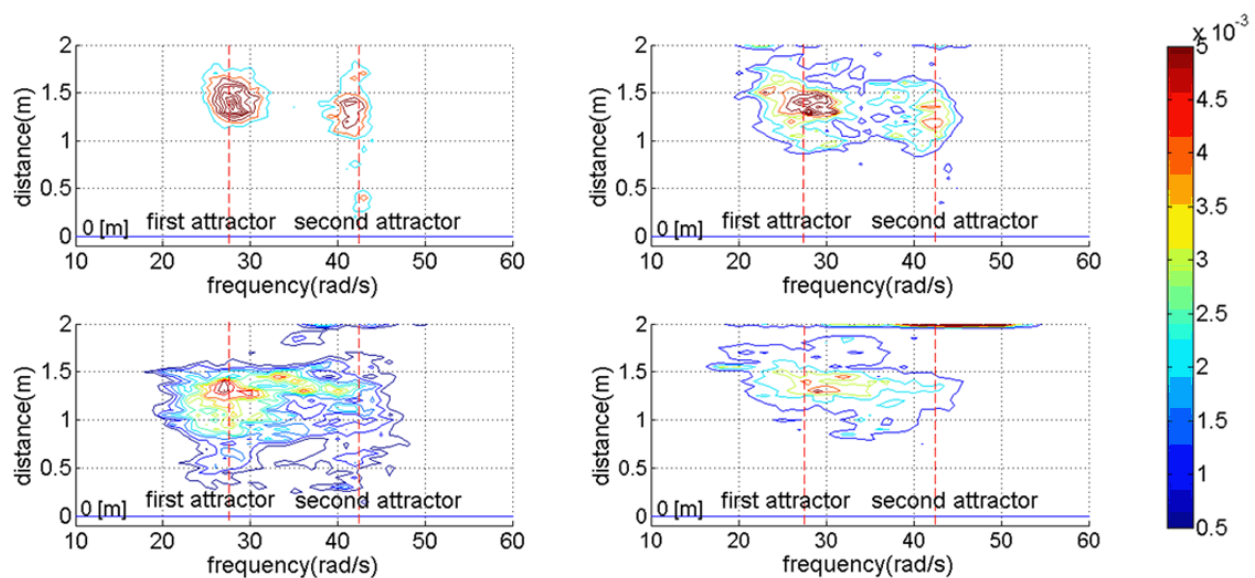 x 10⁻³
2
1.5
1
0.5
0
distance(m)
0 [m]
first attractor
second attractor
10 20 30 40 50 60
frequency(rad/s)
2
1.5
1
0.5
0
distance(m)
0 [m]
first attractor
second attractor
10 20 30 40 50 60
frequency(rad/s)
2
1.5
1
0.5
0
distance(m)
0 [m]
first attractor
second attractor
10 20 30 40 50 60
frequency(rad/s)
2
1.5
1
0.5
0
distance(m)
0 [m]
first attractor
second attractor
10 20 30 40 50 60
frequency(rad/s)
5
4.5
4
3.5
3
2.5
2
1.5
1
0.5